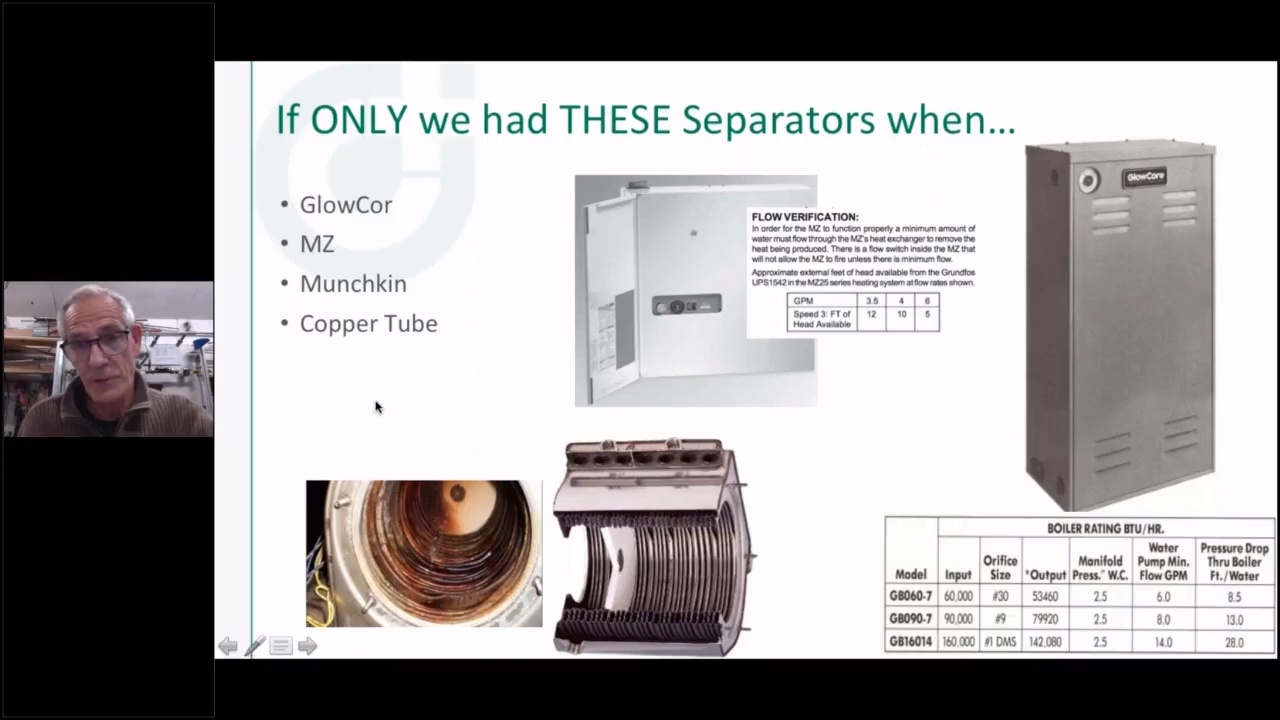 If ONLY we had THESE Separators when...
• GlowCor
• MZ
• Munchkin
• Copper Tube
FLOW VERIFICATION:
In order for the MZ to function properly a minimum amount of
water must flow through the MZ's heat exchanger to remove the
heat being produced. There is a flow switch inside the MZ that
will not allow the MZ to fire unless there is minimum flow.
Approximate external feet of head available from the Grundfos
UPS1542 in the MZ25 series heating system at flow rates shown.
GPM 3.5 4 6
Speed 3: FT of
Head Available 12 10 5
GlowCore
BOILER RATING BTU/HR.
Model Input Orifice Size *Output Manifold Press." W.C. Water Pump Min. Flow GPM Pressure Drop Thru Boiler Ft./Water
GB060-7 60,000 #30 53460 2.5 6.0 8.5
GB090-7 90,000 #9 79920 2.5 8.0 13.0
GB16014 160,000 #1 DMS 142,080 2.5 14.0 28.0